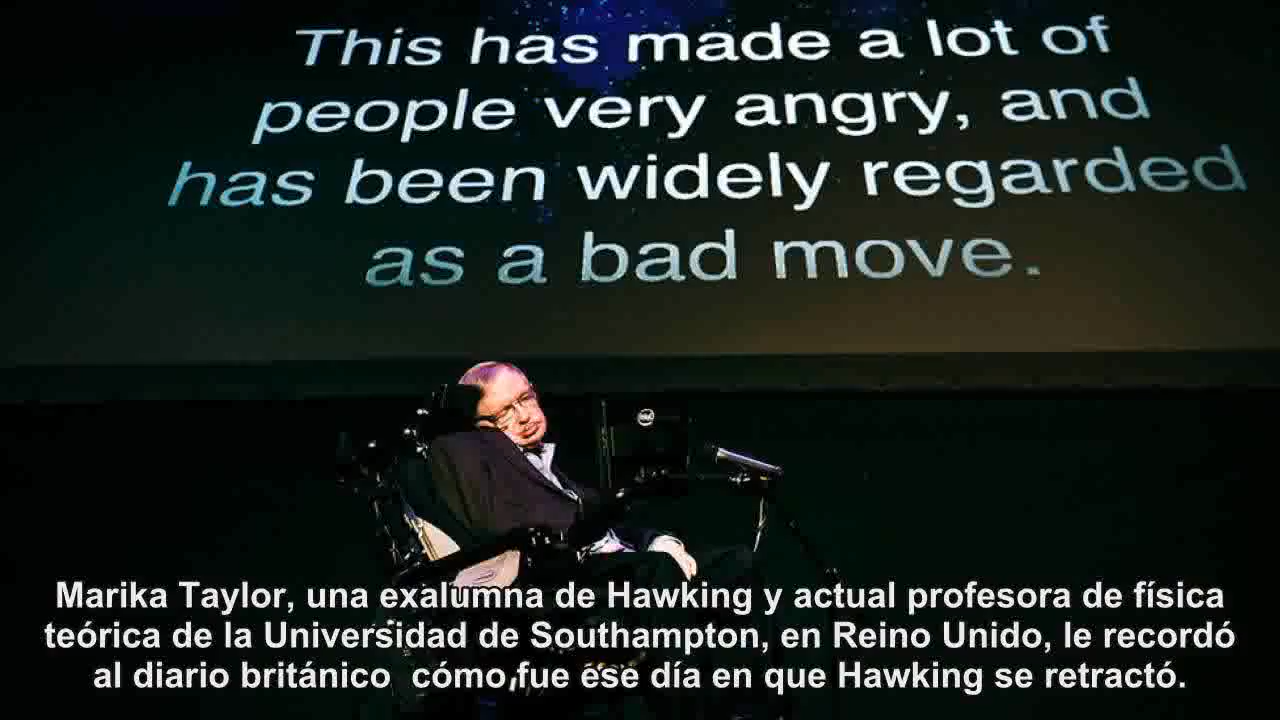 This has made a lot of
people very angry, and
has been widely regarded
as a bad move.
Marika Taylor, una exalumna de Hawking y actual profesora de física
teórica de la Universidad de Southampton, en Reino Unido, le recordó
al diario británico  cómo fue ese día en que Hawking se retractó.